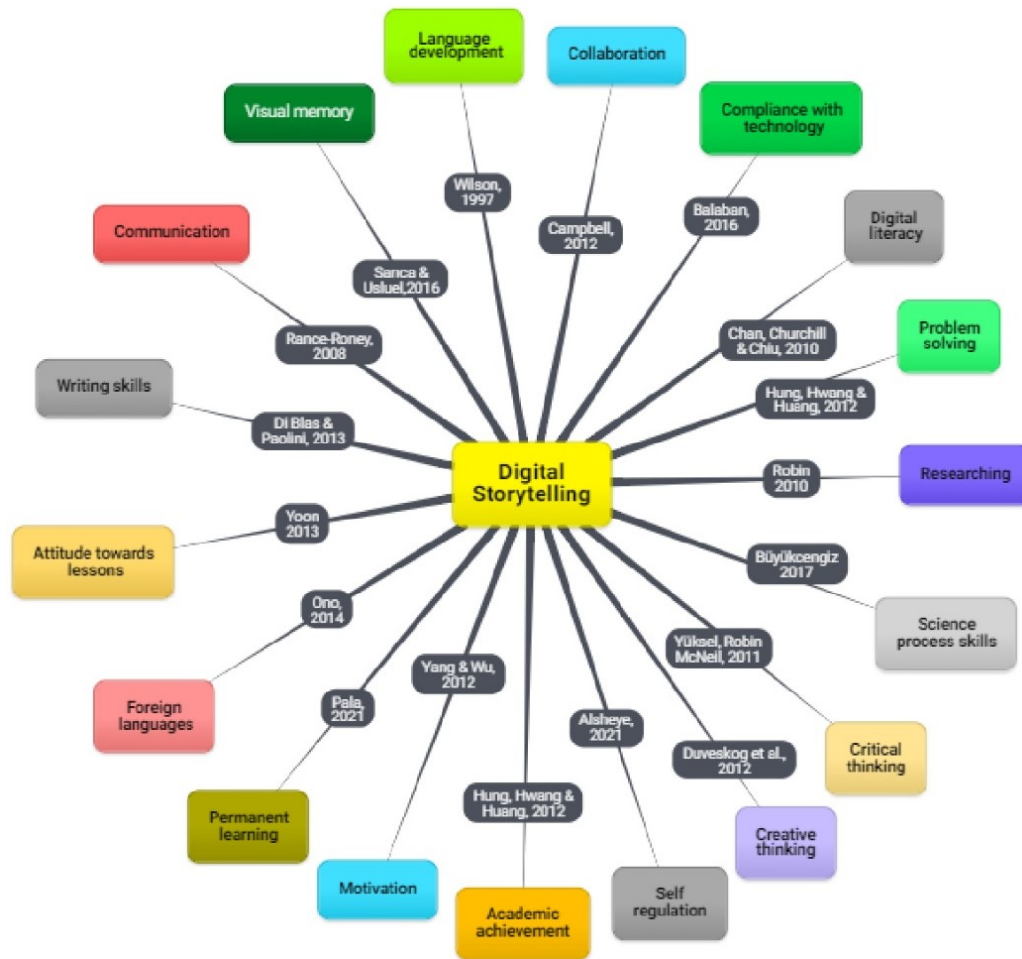 Language
development
Collaboration
Visual memory
Compliance with
technology
Wilson,
1997
Campbell,
2012
Balaban,
2016
Communication
Digital
literacy
Sarıca &
Usluel,2016
Rance-Roney,
2008
Chan, Churchill
& Chiu, 2010
Problem
solving
Writing skills
Hung, Hwang &
Huang, 2012
Di Blas &
Paolini, 2013
Digital
Storytelling
Robin
2010
Researching
Yoon
2013
Attitude towards
lessons
Büyükcengiz
2017
Ono,
2014
Science
process skills
Yüksel, Robin
McNeil, 2011
Yang & Wu,
2012
Pala,
2021
Foreign
languages
Alsheye,
2021
Duveskog et al.,
2012
Critical
thinking
Hung, Hwang &
Huang, 2012
Permanent
learning
Creative
thinking
Motivation
Self
regulation
Academic
achievement